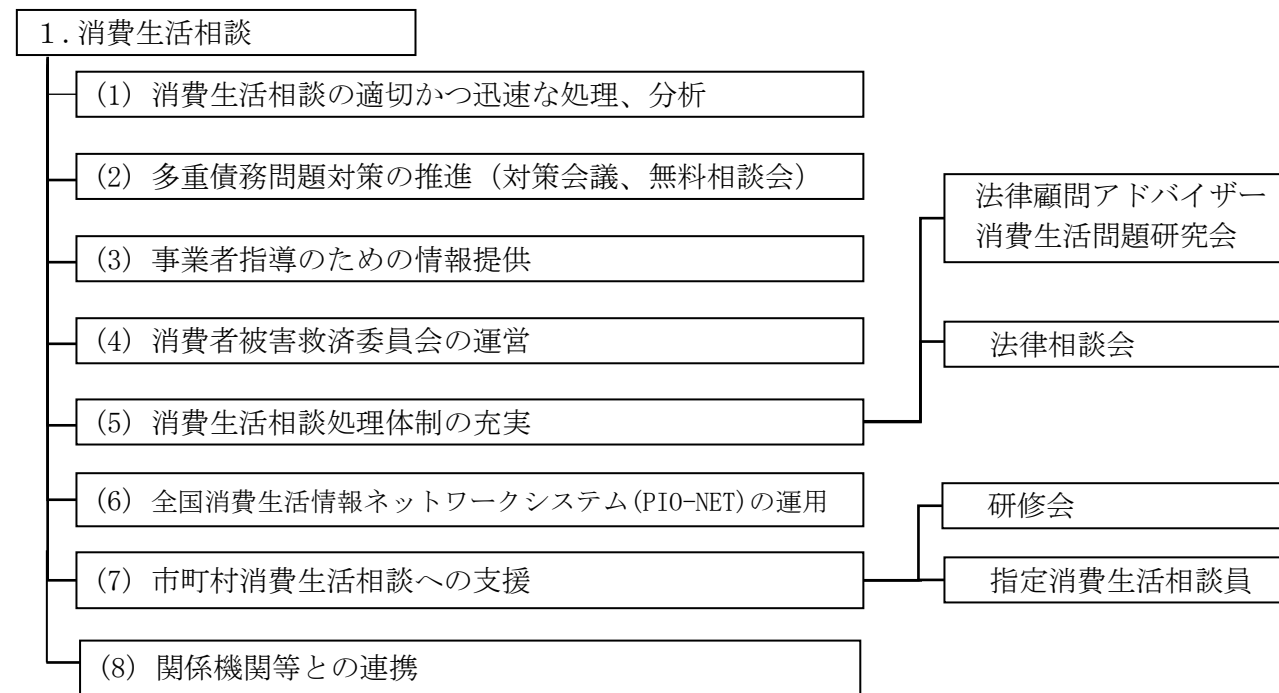 １.消費生活相談
(1) 消費生活相談の適切かつ迅速な処理、分析
(2) 多重債務問題対策の推進（対策会議、無料相談会）
(3) 事業者指導のための情報提供
(4) 消費者被害救済委員会の運営
(5) 消費生活相談処理体制の充実
法律顧問アドバイザー
消費生活問題研究会
法律相談会
(6) 全国消費生活情報ネットワークシステム(PIO-NET)の運用
(7) 市町村消費生活相談への支援
研修会
指定消費生活相談員
(8) 関係機関等との連携